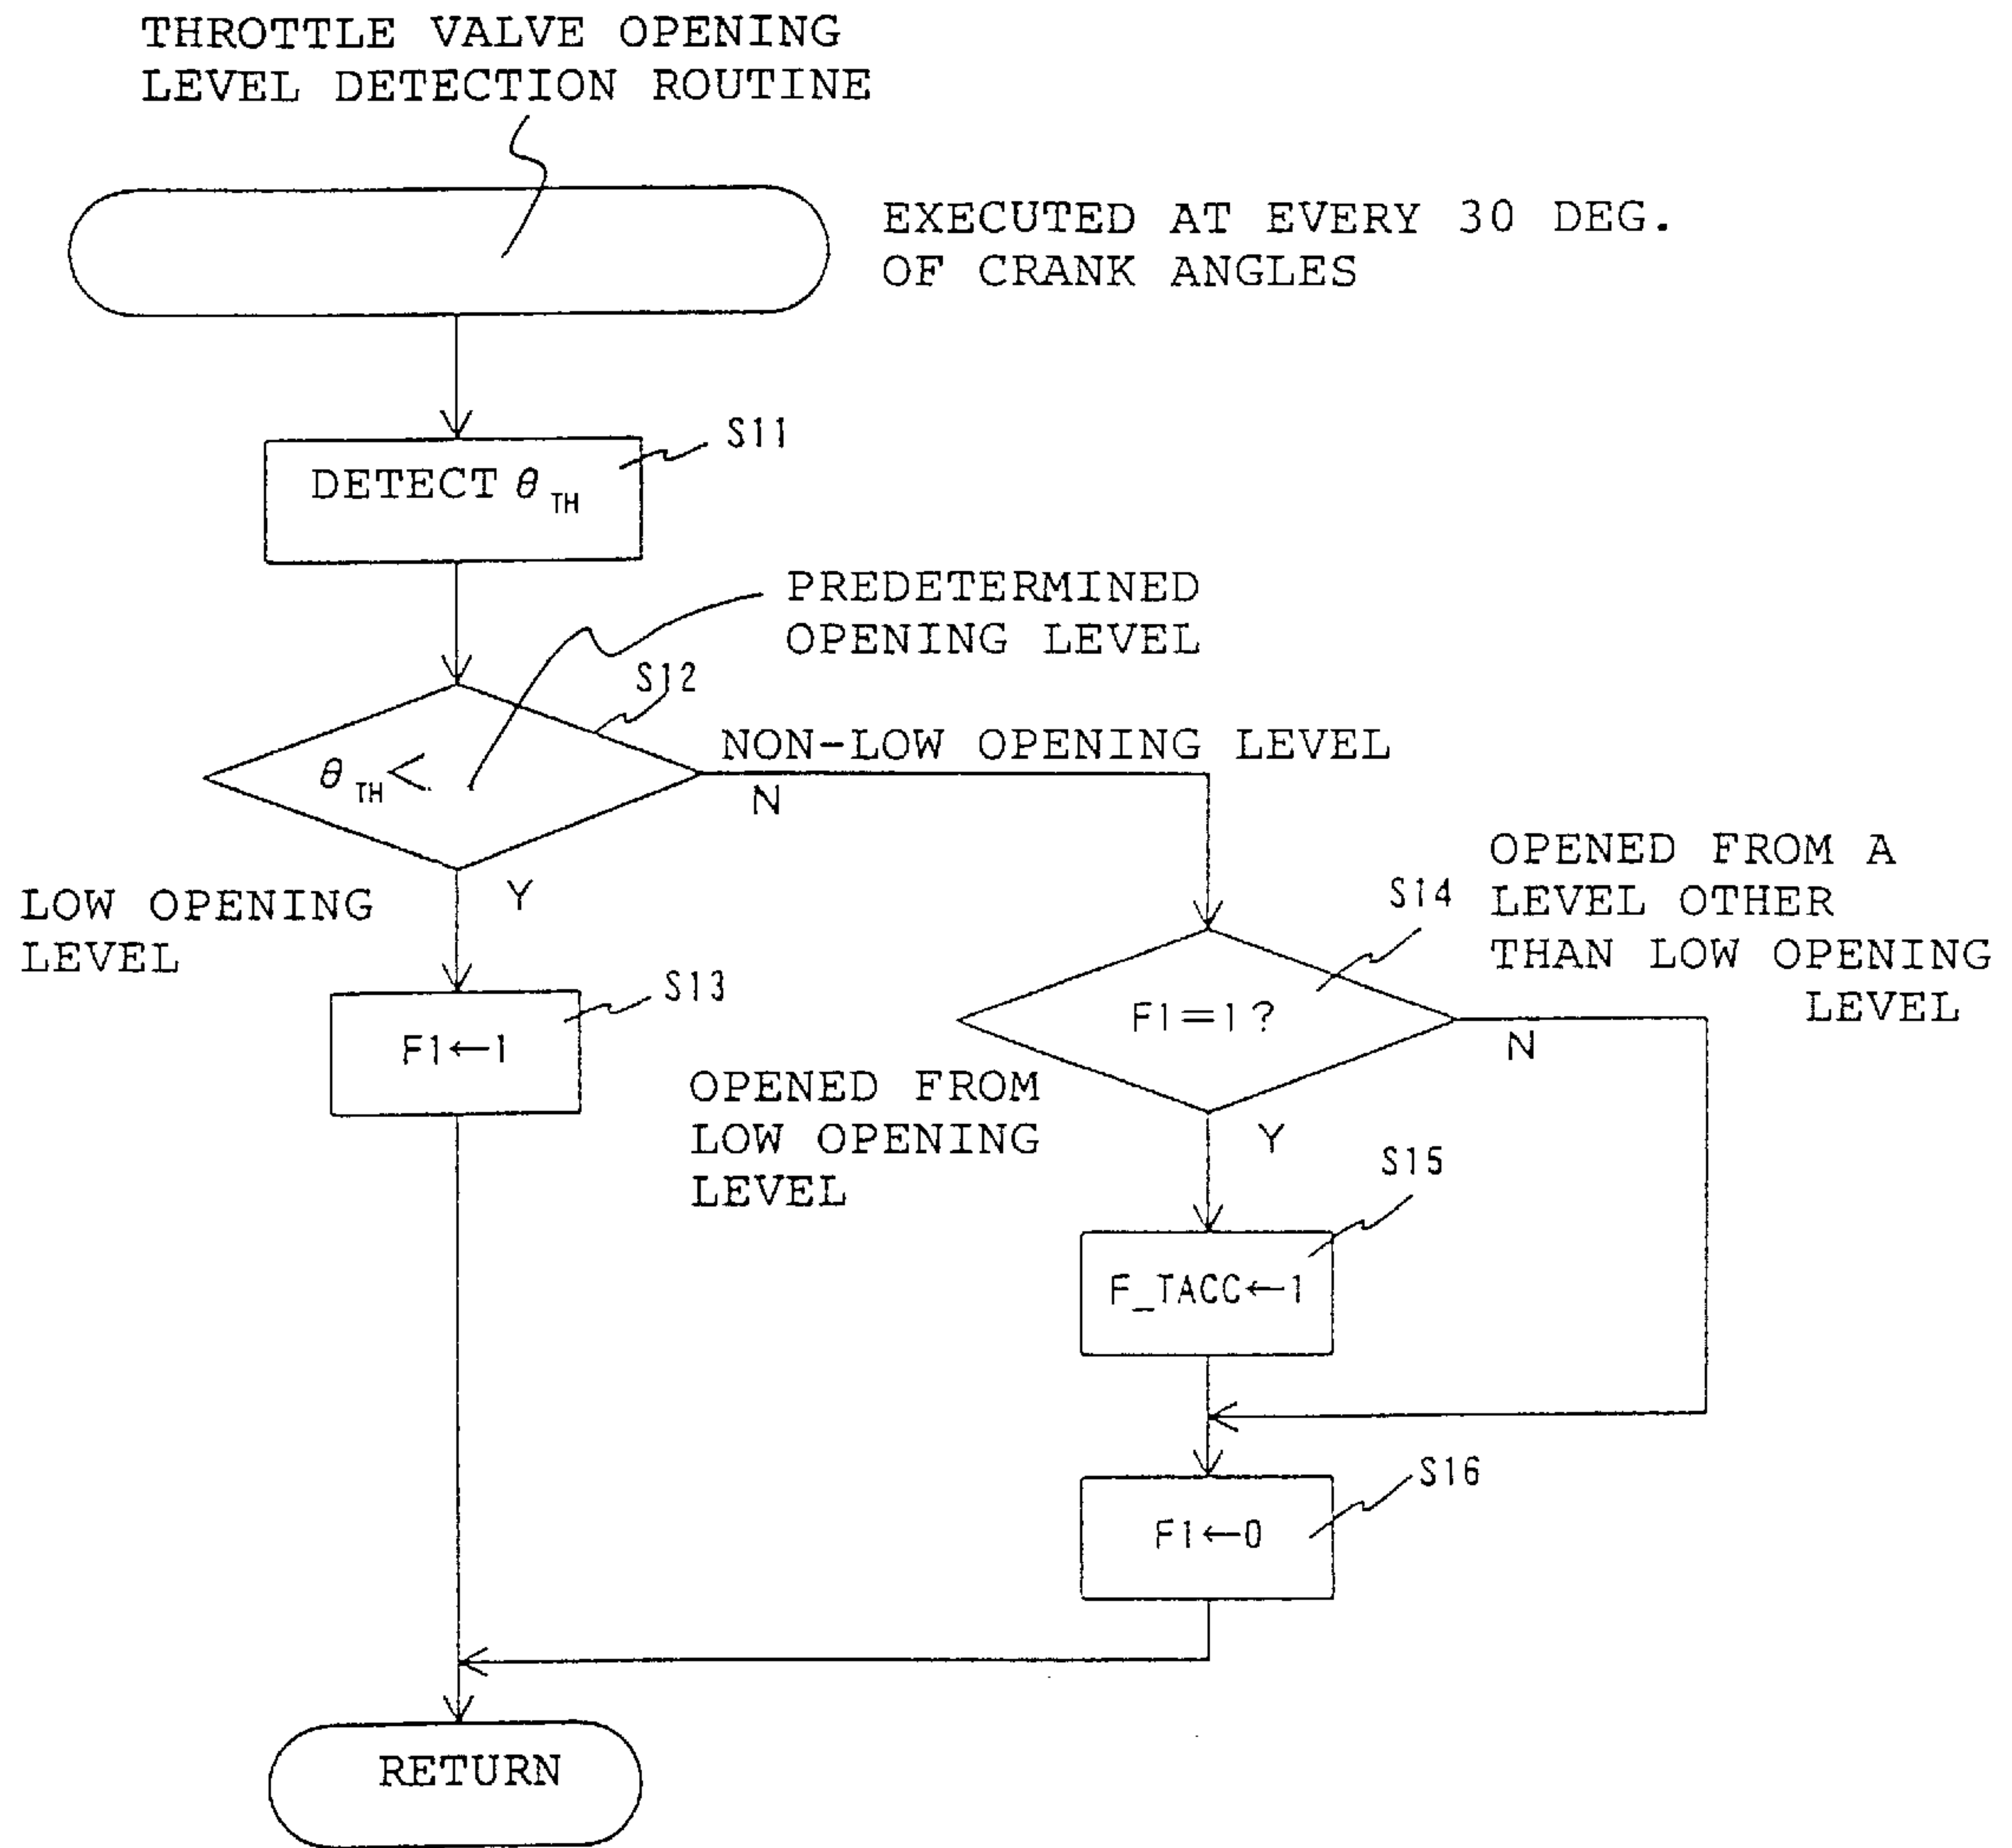 THROTTLE VALVE OPENING
LEVEL DETECTION ROUTINE
EXECUTED AT EVERY 30 DEG.
OF CRANK ANGLES
S11
DETECT θ TH
PREDETERMINED
OPENING LEVEL
S12
NON-LOW OPENING LEVEL
θ TH <
N
Y
LOW OPENING
LEVEL
OPENED FROM A
LEVEL OTHER
THAN LOW OPENING
LEVEL
S14
S13
F1=1?
N
F1←1
OPENED FROM
LOW OPENING
LEVEL
Y
S15
F_TACC←1
S16
F1←0
RETURN